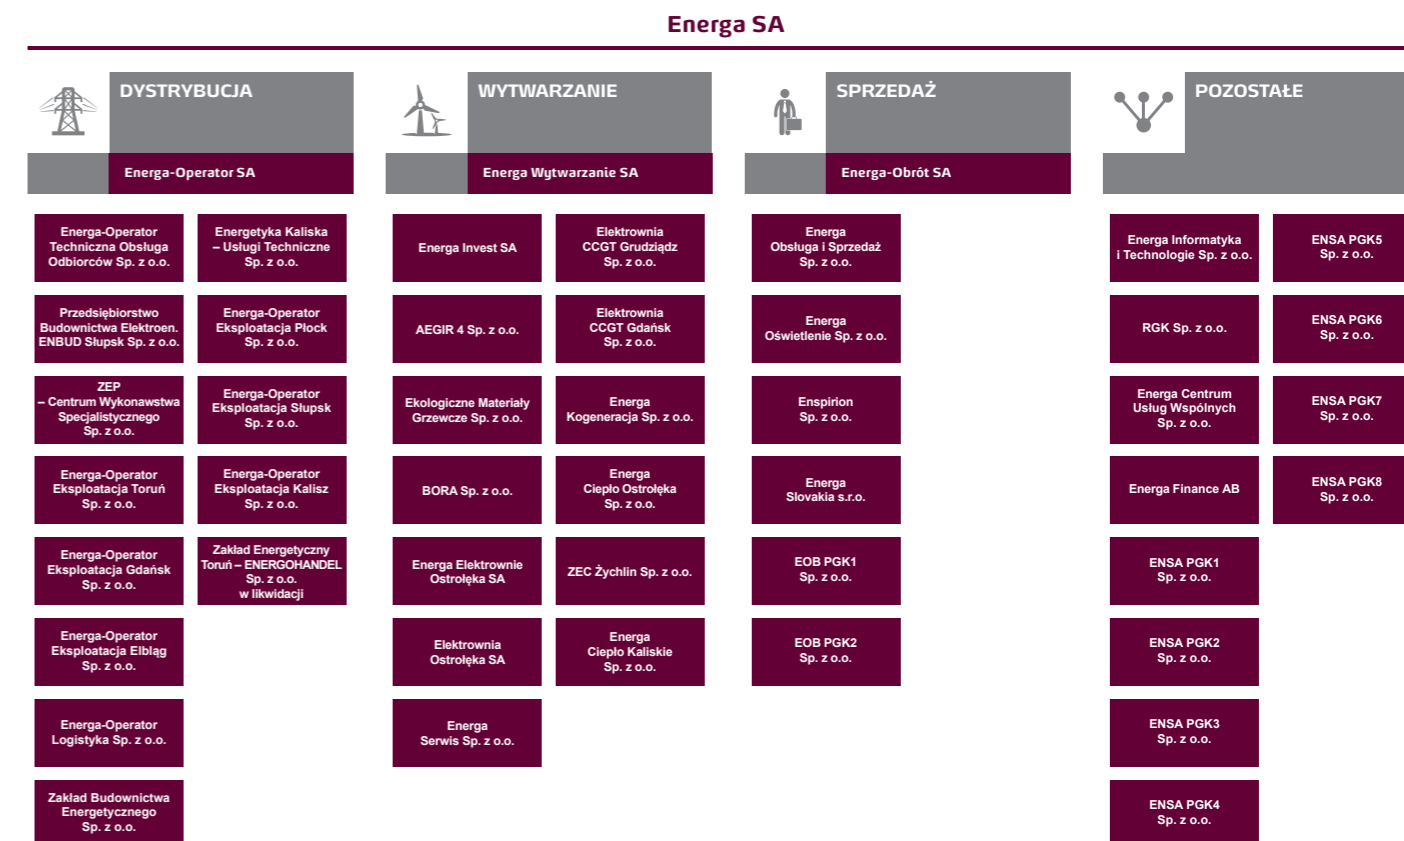 Energa SA
DYSTRYBUCJA
Energa-Operator SA
Energa-Operator
Techniczna Obsługa
Odbiorców Sp. z o.o.
Energetyka Kaliska
– Usługi Techniczne
Sp. z o.o.
Przedsiębiorstwo
Budownictwa Elektroen.
ENBUD Słupsk Sp. z o.o.
Energa-Operator
Eksploatacja Płock
Sp. z o.o.
ZEP
– Centrum Wykonawstwa
Specjalistycznego
Sp. z o.o.
Energa-Operator
Eksploatacja Słupsk
Sp. z o.o.
Energa-Operator
Eksploatacja Toruń
Sp. z o.o.
Energa-Operator
Eksploatacja Kalisz
Sp. z o.o.
Energa-Operator
Eksploatacja Gdańsk
Sp. z o.o.
Zakład Energetyczny
Toruń – ENERGOHANDEL
Sp. z o.o.
w likwidacji
Energa-Operator
Eksploatacja Elbląg
Sp. z o.o.
Energa-Operator
Logistyka Sp. z o.o.
Zakład Budownictwa
Energetycznego
Sp. z o.o.
WYTWARZANIE
Energa Wytwarzanie SA
Energa Invest SA
Elektrownia
CCGT Grudziądz
Sp. z o.o.
AEGIR 4 Sp. z o.o.
Elektrownia
CCGT Gdańsk
Sp. z o.o.
Ekologiczne Materiały
Grzewcze Sp. z o.o.
Energa
Kogeneracja Sp. z o.o.
BORA Sp. z o.o.
Energa
Ciepło Ostrołęka
Sp. z o.o.
Energa Elektrownie
Ostrołęka SA
ZEC Żychlin Sp. z o.o.
Elektrownia
Ostrołęka SA
Energa
Ciepło Kaliskie
Sp. z o.o.
Energa
Serwis Sp. z o.o.
SPRZEDAŻ
Energa-Obrót SA
Energa
Obsługa i Sprzedaż
Sp. z o.o.
Energa
Oświetlenie Sp. z o.o.
Enspirion
Sp. z o.o.
Energa
Slovakia s.r.o.
EOB PGK1
Sp. z o.o.
EOB PGK2
Sp. z o.o.
POZOSTAŁE
Energa Informatyka
i Technologie Sp. z o.o.
ENSA PGK5
Sp. z o.o.
RGK Sp. z o.o.
ENSA PGK6
Sp. z o.o.
Energa Centrum
Usług Wspólnych
Sp. z o.o.
ENSA PGK7
Sp. z o.o.
Energa Finance AB
ENSA PGK8
Sp. z o.o.
ENSA PGK1
Sp. z o.o.
ENSA PGK2
Sp. z o.o.
ENSA PGK3
Sp. z o.o.
ENSA PGK4
Sp. z o.o.